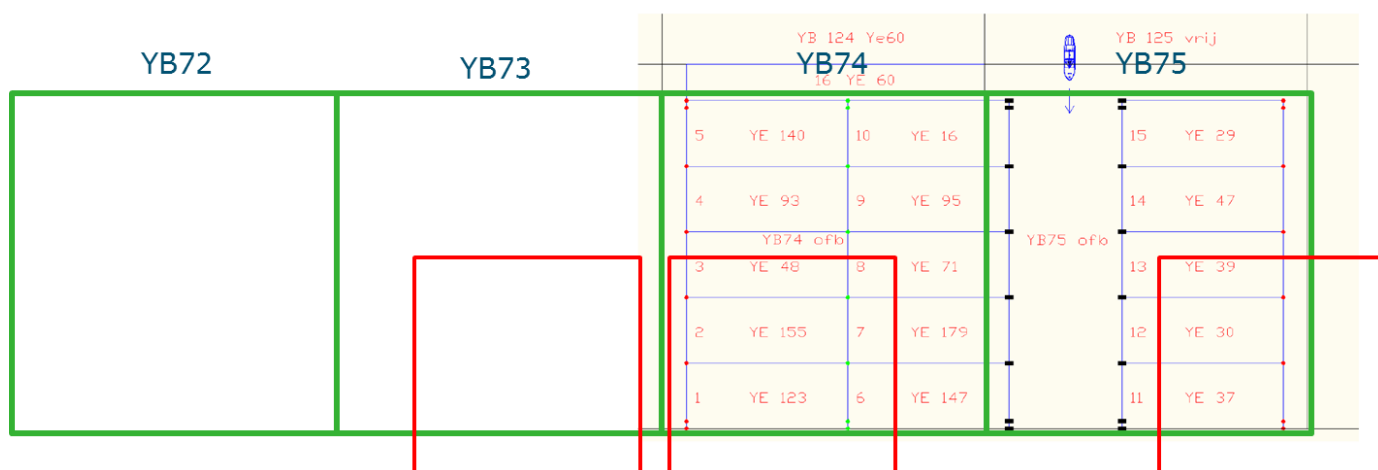 YB 124 Ye60
YB 125 vrij
YB72
YB73
YB74
YB75
16 YE 60
5 YE 140 10 YE 16
15 YE 29
4 YE 93 9 YE 95
14 YE 47
YB74 ofb
YB75 ofb
3 YE 48 8 YE 71
13 YE 39
2 YE 155 7 YE 179
12 YE 30
1 YE 123 6 YE 147
11 YE 37